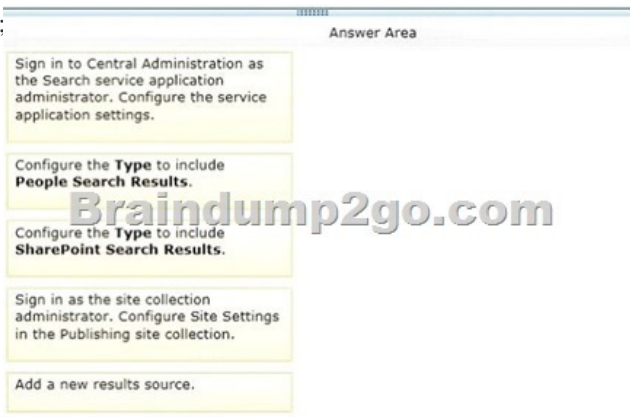 ;
Answer Area
Sign in to Central Administration as
the Search service application
administrator. Configure the service
application settings.
Configure the Type to include
People Search Results.
Braindump2go.com
Configure the Type to include
SharePoint Search Results.
Sign in as the site collection
administrator. Configure Site Settings
in the Publishing site collection.
Add a new results source.